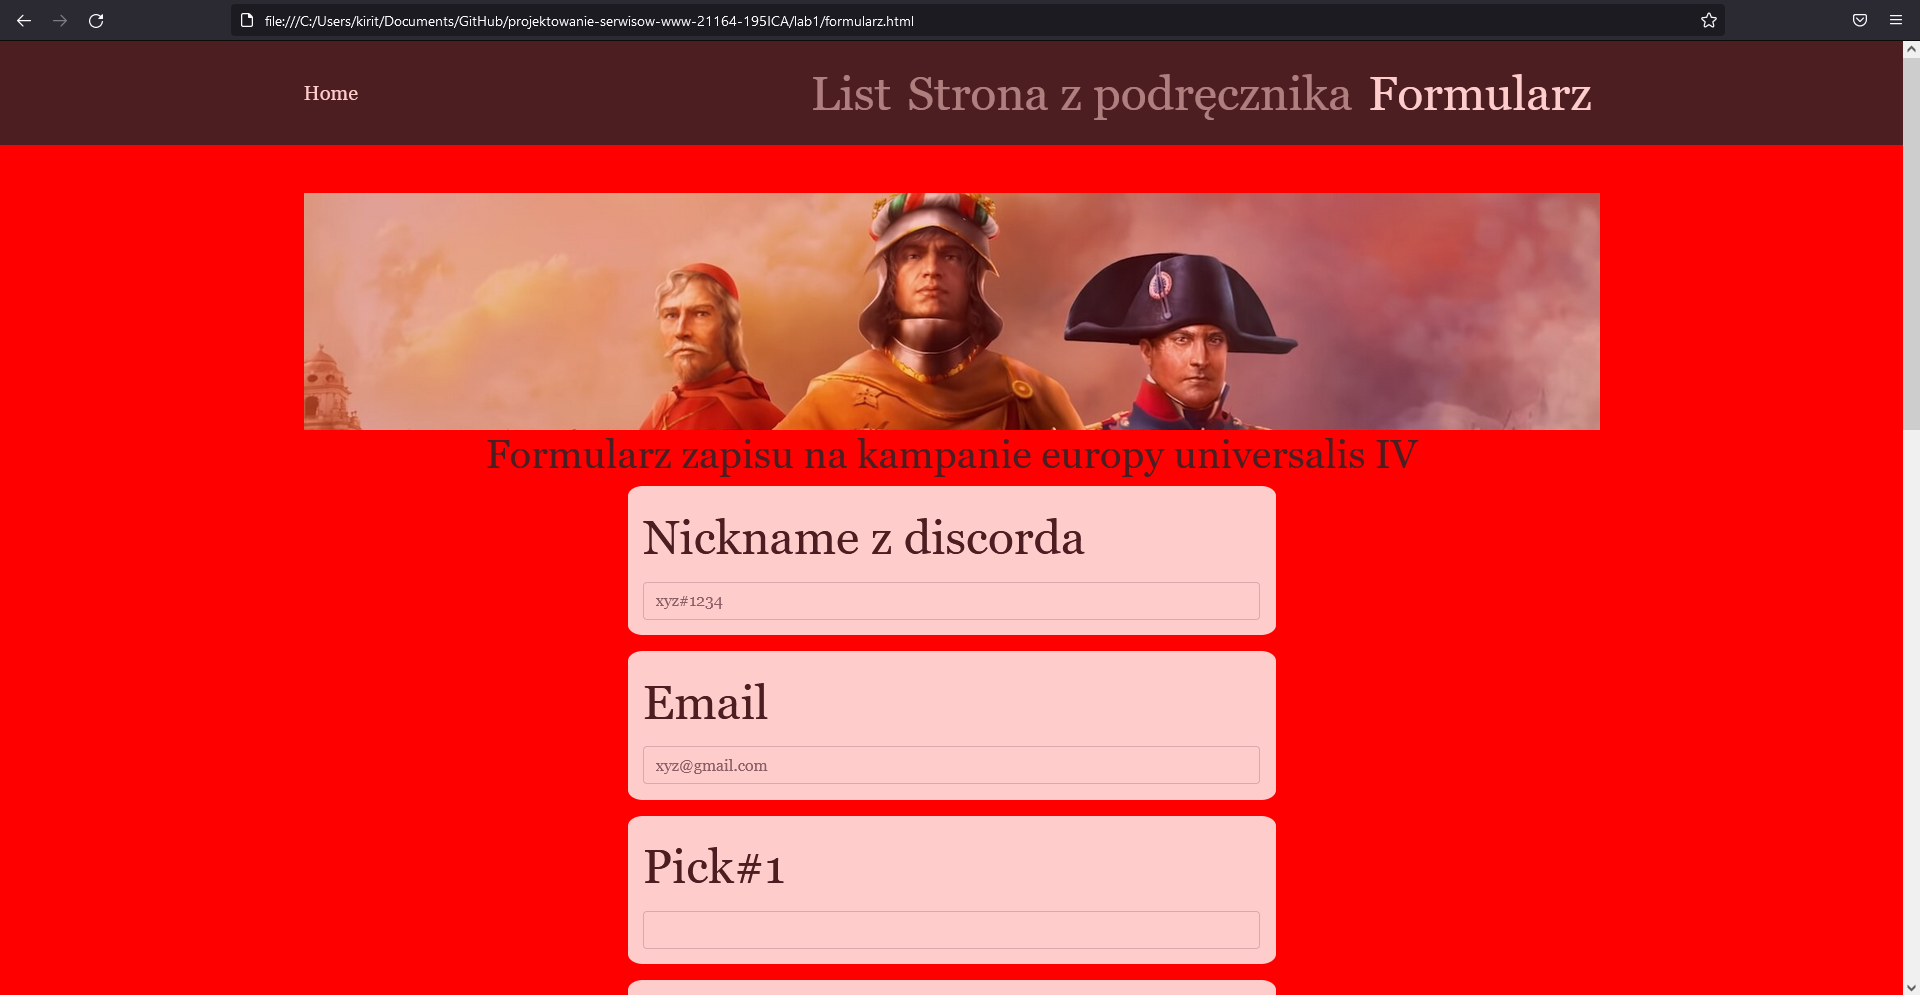 file:///C:/Users/kirit/Documents/GitHub/projektowanie-serwisow-www-21164-195ICA/lab1/formularz.html
Home List Strona z podręcznika Formularz
Formularz zapisu na kampanie europy universalis IV
Nickname z discorda
xyz#1234
Email
xyz@gmail.com
Pick#1